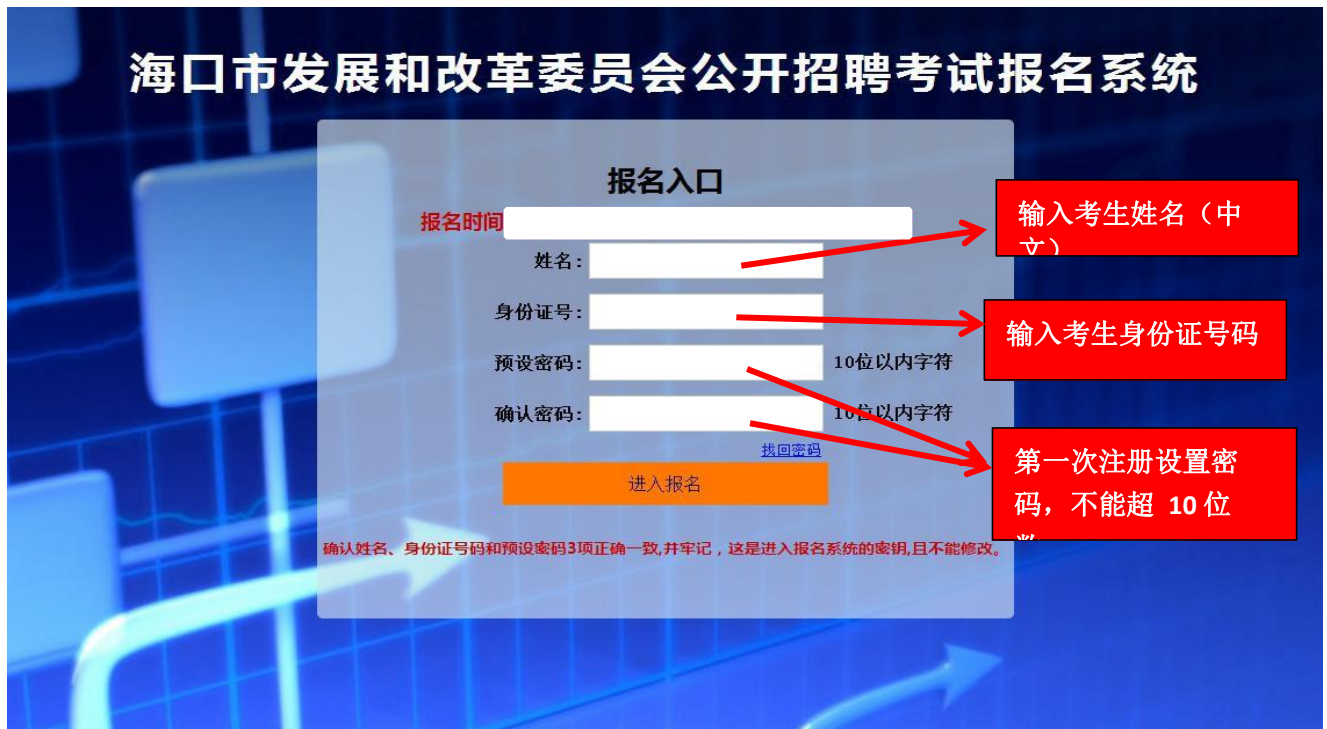 海口市发展和改革委员会公开招聘考试报名系统
报名入口
报名时间
姓名:
身份证号:
预设密码:
10位以内字符
确认密码:
10位以内字符
找回密码
进入报名
确认姓名、身份证号码和预设密码3项正确一致,并牢记，这是进入报名系统的密钥,且不能修改。
输入考生姓名（中
文）
输入考生身份证号码
第一次注册设置密
码，不能超 10 位